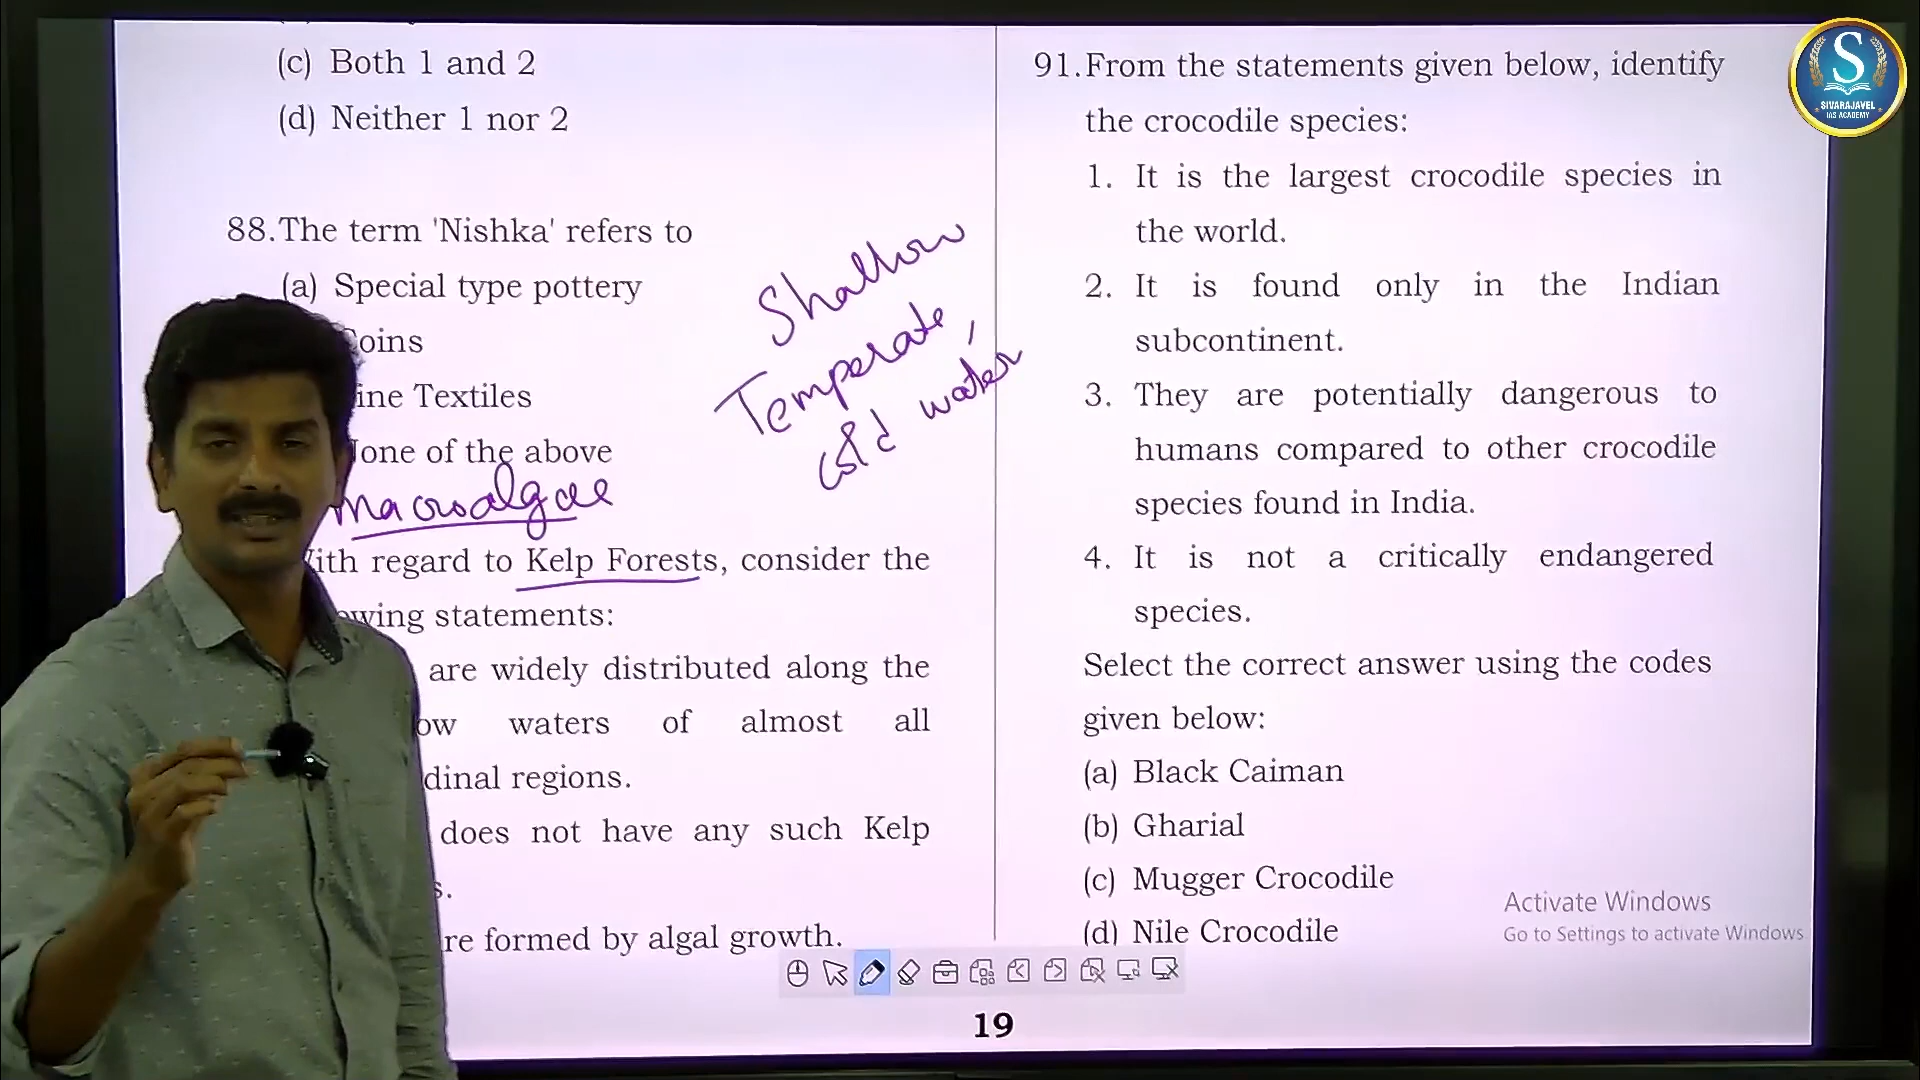 (c) Both 1 and 2
(d) Neither 1 nor 2
88. The term 'Nishka' refers to
(a) Special type pottery
oins
ine Textiles
one of the above
Macroalgae
ith regard to Kelp Forests, consider the
owing statements:
are widely distributed along the
ow waters of almost all
dinal regions.
does not have any such Kelp
s.
re formed by algal growth.
Shallow
Temperate,
cold water
91. From the statements given below, identify
the crocodile species:
1. It is the largest crocodile species in
the world.
2. It is found only in the Indian
subcontinent.
3. They are potentially dangerous to
humans compared to other crocodile
species found in India.
4. It is not a critically endangered
species.
Select the correct answer using the codes
given below:
(a) Black Caiman
(b) Gharial
(c) Mugger Crocodile
(d) Nile Crocodile
Activate Windows
Go to Settings to activate Windows
19
S
SIVARAJAVEL
IAS ACADEMY